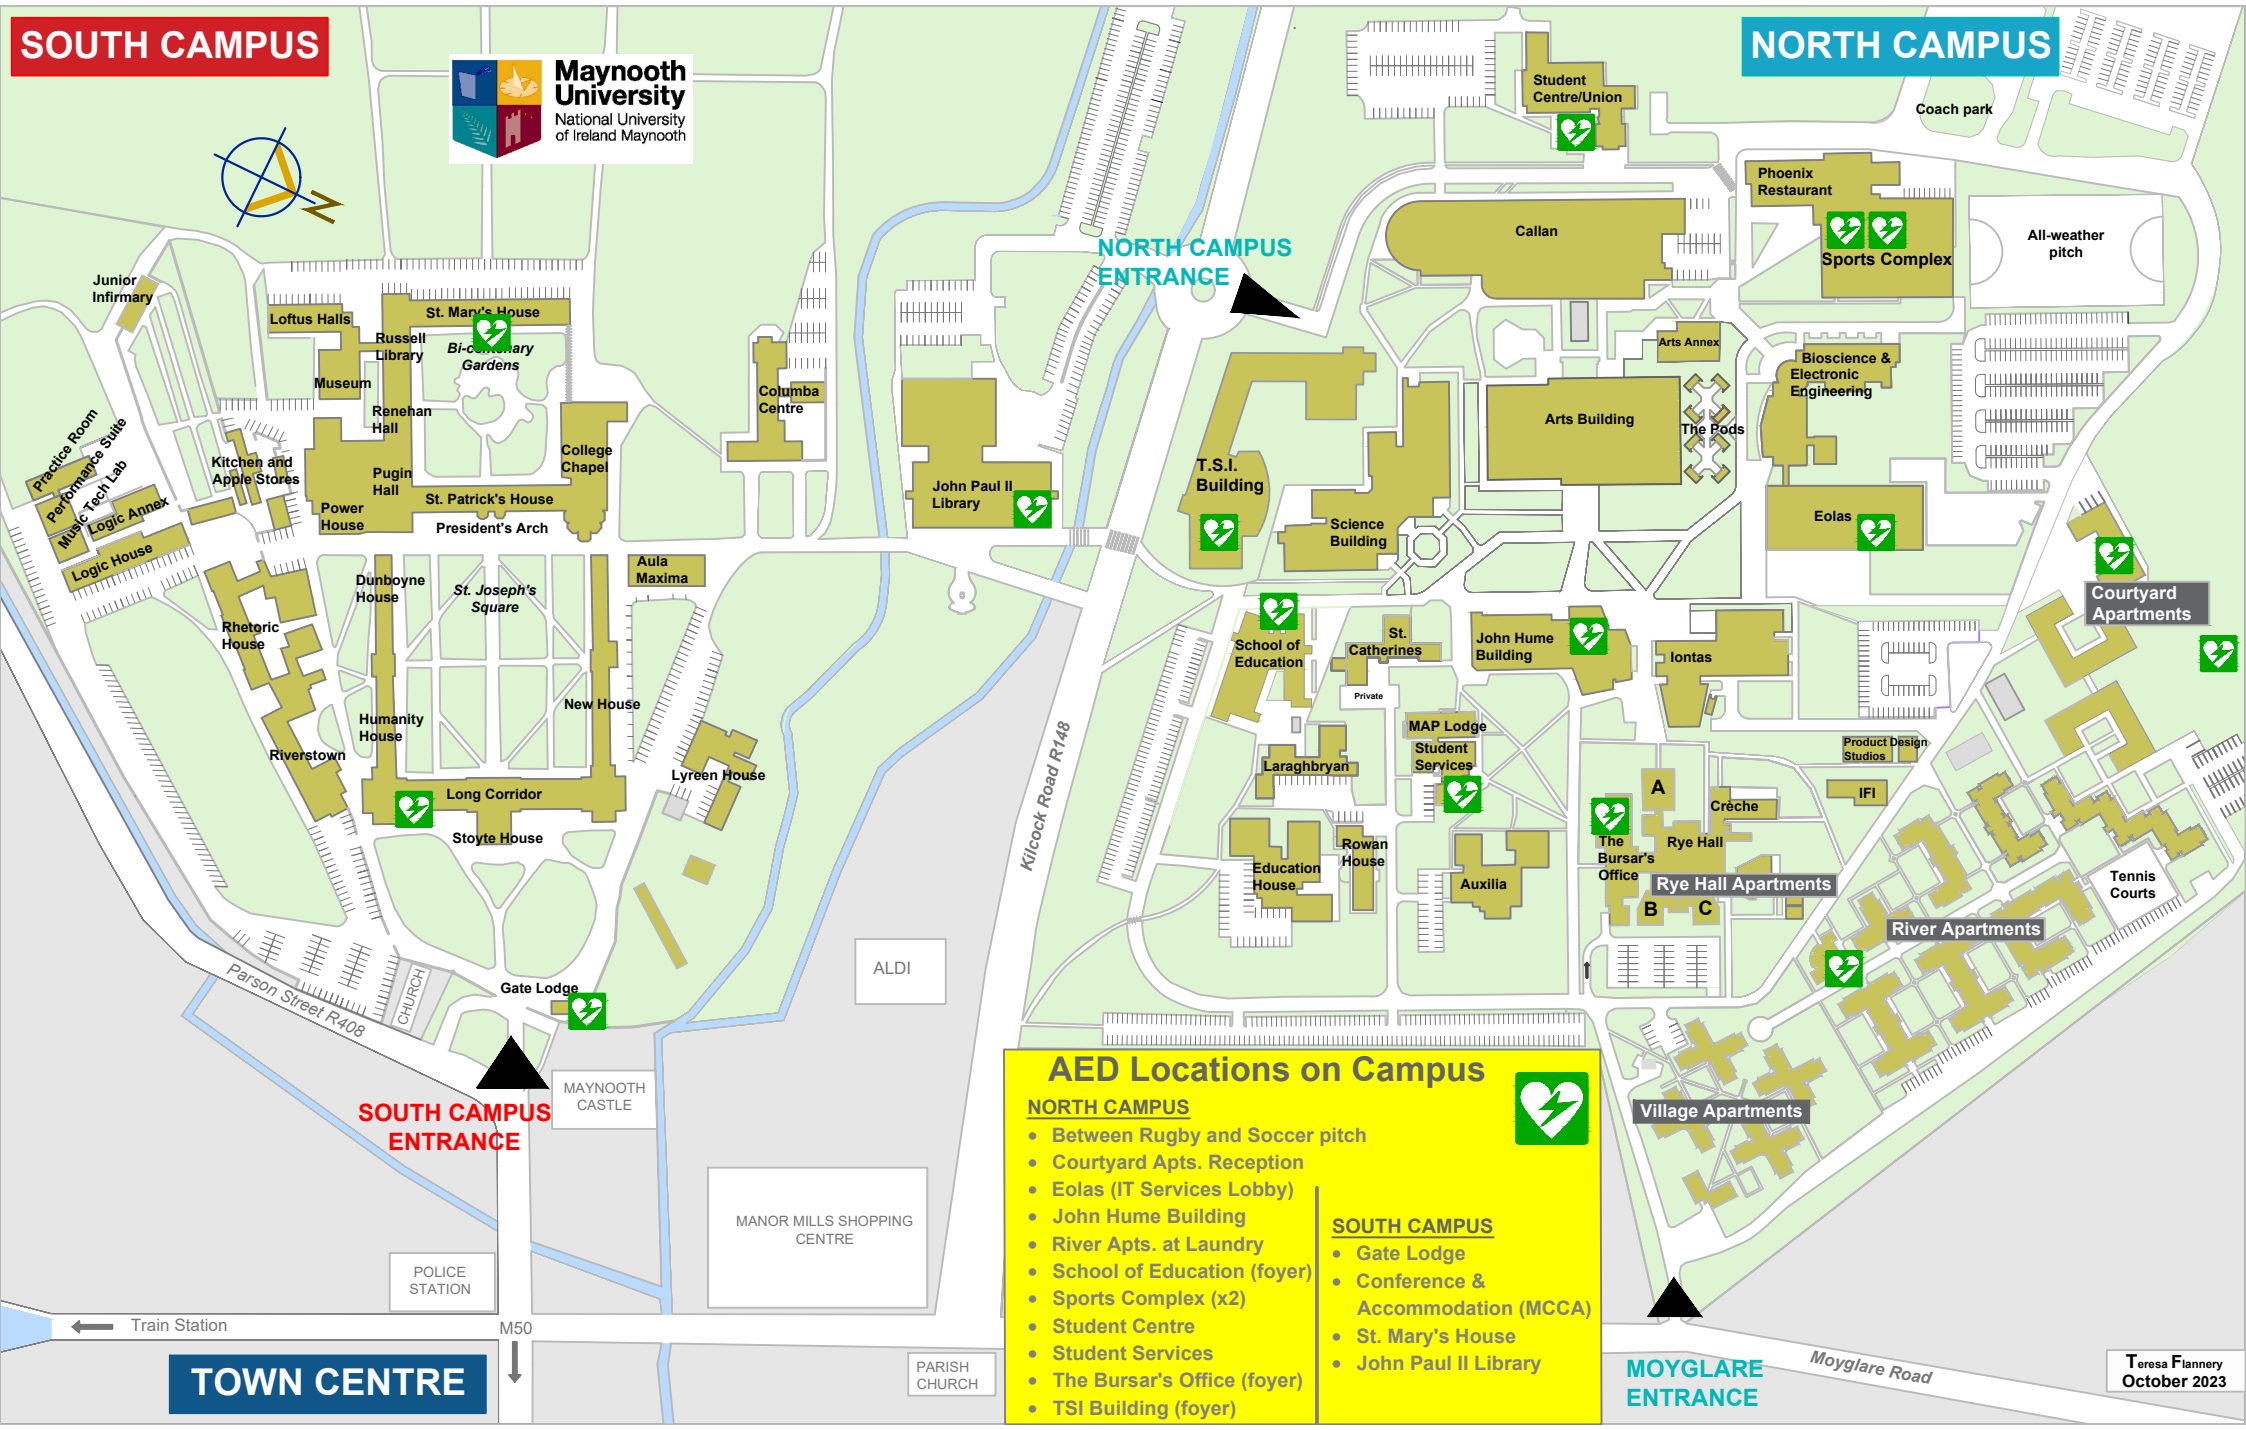 SOUTH CAMPUS
NORTH CAMPUS
Maynooth
University
National University
of Ireland Maynooth
N
Student
Centre/Union
Coach park
Phoenix
Restaurant
Callan
Sports Complex
All-weather
pitch
NORTH CAMPUS
ENTRANCE
Junior
Infirmary
Loftus Halls
St. Mary's House
Russell
Library
Bi-centenary
Gardens
Museum
Renehan
Hall
Columba
Centre
Arts Annex
Bioscience &
Electronic
Engineering
Arts Building
The Pods
Practice Room
Performance Suite
Music Tech Lab
Logic Annex
Logic House
Kitchen and
Apple Stores
College
Chapel
Pugin
Hall
St. Patrick's House
Power
House
President's Arch
John Paul II
Library
T.S.I.
Building
Science
Building
Eolas
Aula
Maxima
Dunboyne
House
St. Joseph's
Square
Rhetoric
House
Courtyard
Apartments
School of
Education
St.
Catherines
John Hume
Building
Iontas
Private
New House
Humanity
House
Riverstown
Lyreen House
Long Corridor
Stoyte House
Kilcock Road R148
MAP Lodge
Student
Services
Laraghbryan
Product Design
Studios
A
IFI
Crèche
The
Bursar's
Office
Rye Hall
Rowan
House
Education
House
Auxilia
Rye Hall Apartments
B
C
Tennis
Courts
River Apartments
ALDI
Parson Street R408
CHURCH
Gate Lodge
SOUTH CAMPUS
ENTRANCE
MAYNOOTH
CASTLE
Village Apartments
MANOR MILLS SHOPPING
CENTRE
POLICE
STATION
Train Station
M50
TOWN CENTRE
PARISH
CHURCH
AED Locations on Campus
NORTH CAMPUS
• Between Rugby and Soccer pitch
• Courtyard Apts. Reception
• Eolas (IT Services Lobby)
• John Hume Building
• River Apts. at Laundry
• School of Education (foyer)
• Sports Complex (x2)
• Student Centre
• Student Services
• The Bursar's Office (foyer)
• TSI Building (foyer)
SOUTH CAMPUS
• Gate Lodge
• Conference &
Accommodation (MCCA)
• St. Mary's House
• John Paul II Library
MOYGLARE
ENTRANCE
Moyglare Road
Teresa Flannery
October 2023